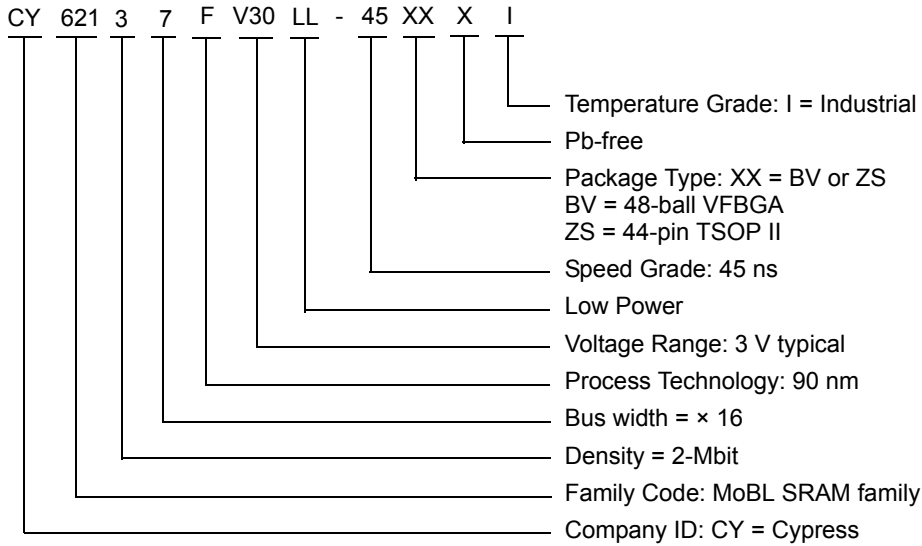 CY 621 3 7 F V30 LL - 45 XX X I
Temperature Grade: I = Industrial
Pb-free
Package Type: XX = BV or ZS
BV = 48-ball VFBGA
ZS = 44-pin TSOP II
Speed Grade: 45 ns
Low Power
Voltage Range: 3 V typical
Process Technology: 90 nm
Bus width = × 16
Density = 2-Mbit
Family Code: MoBL SRAM family
Company ID: CY = Cypress